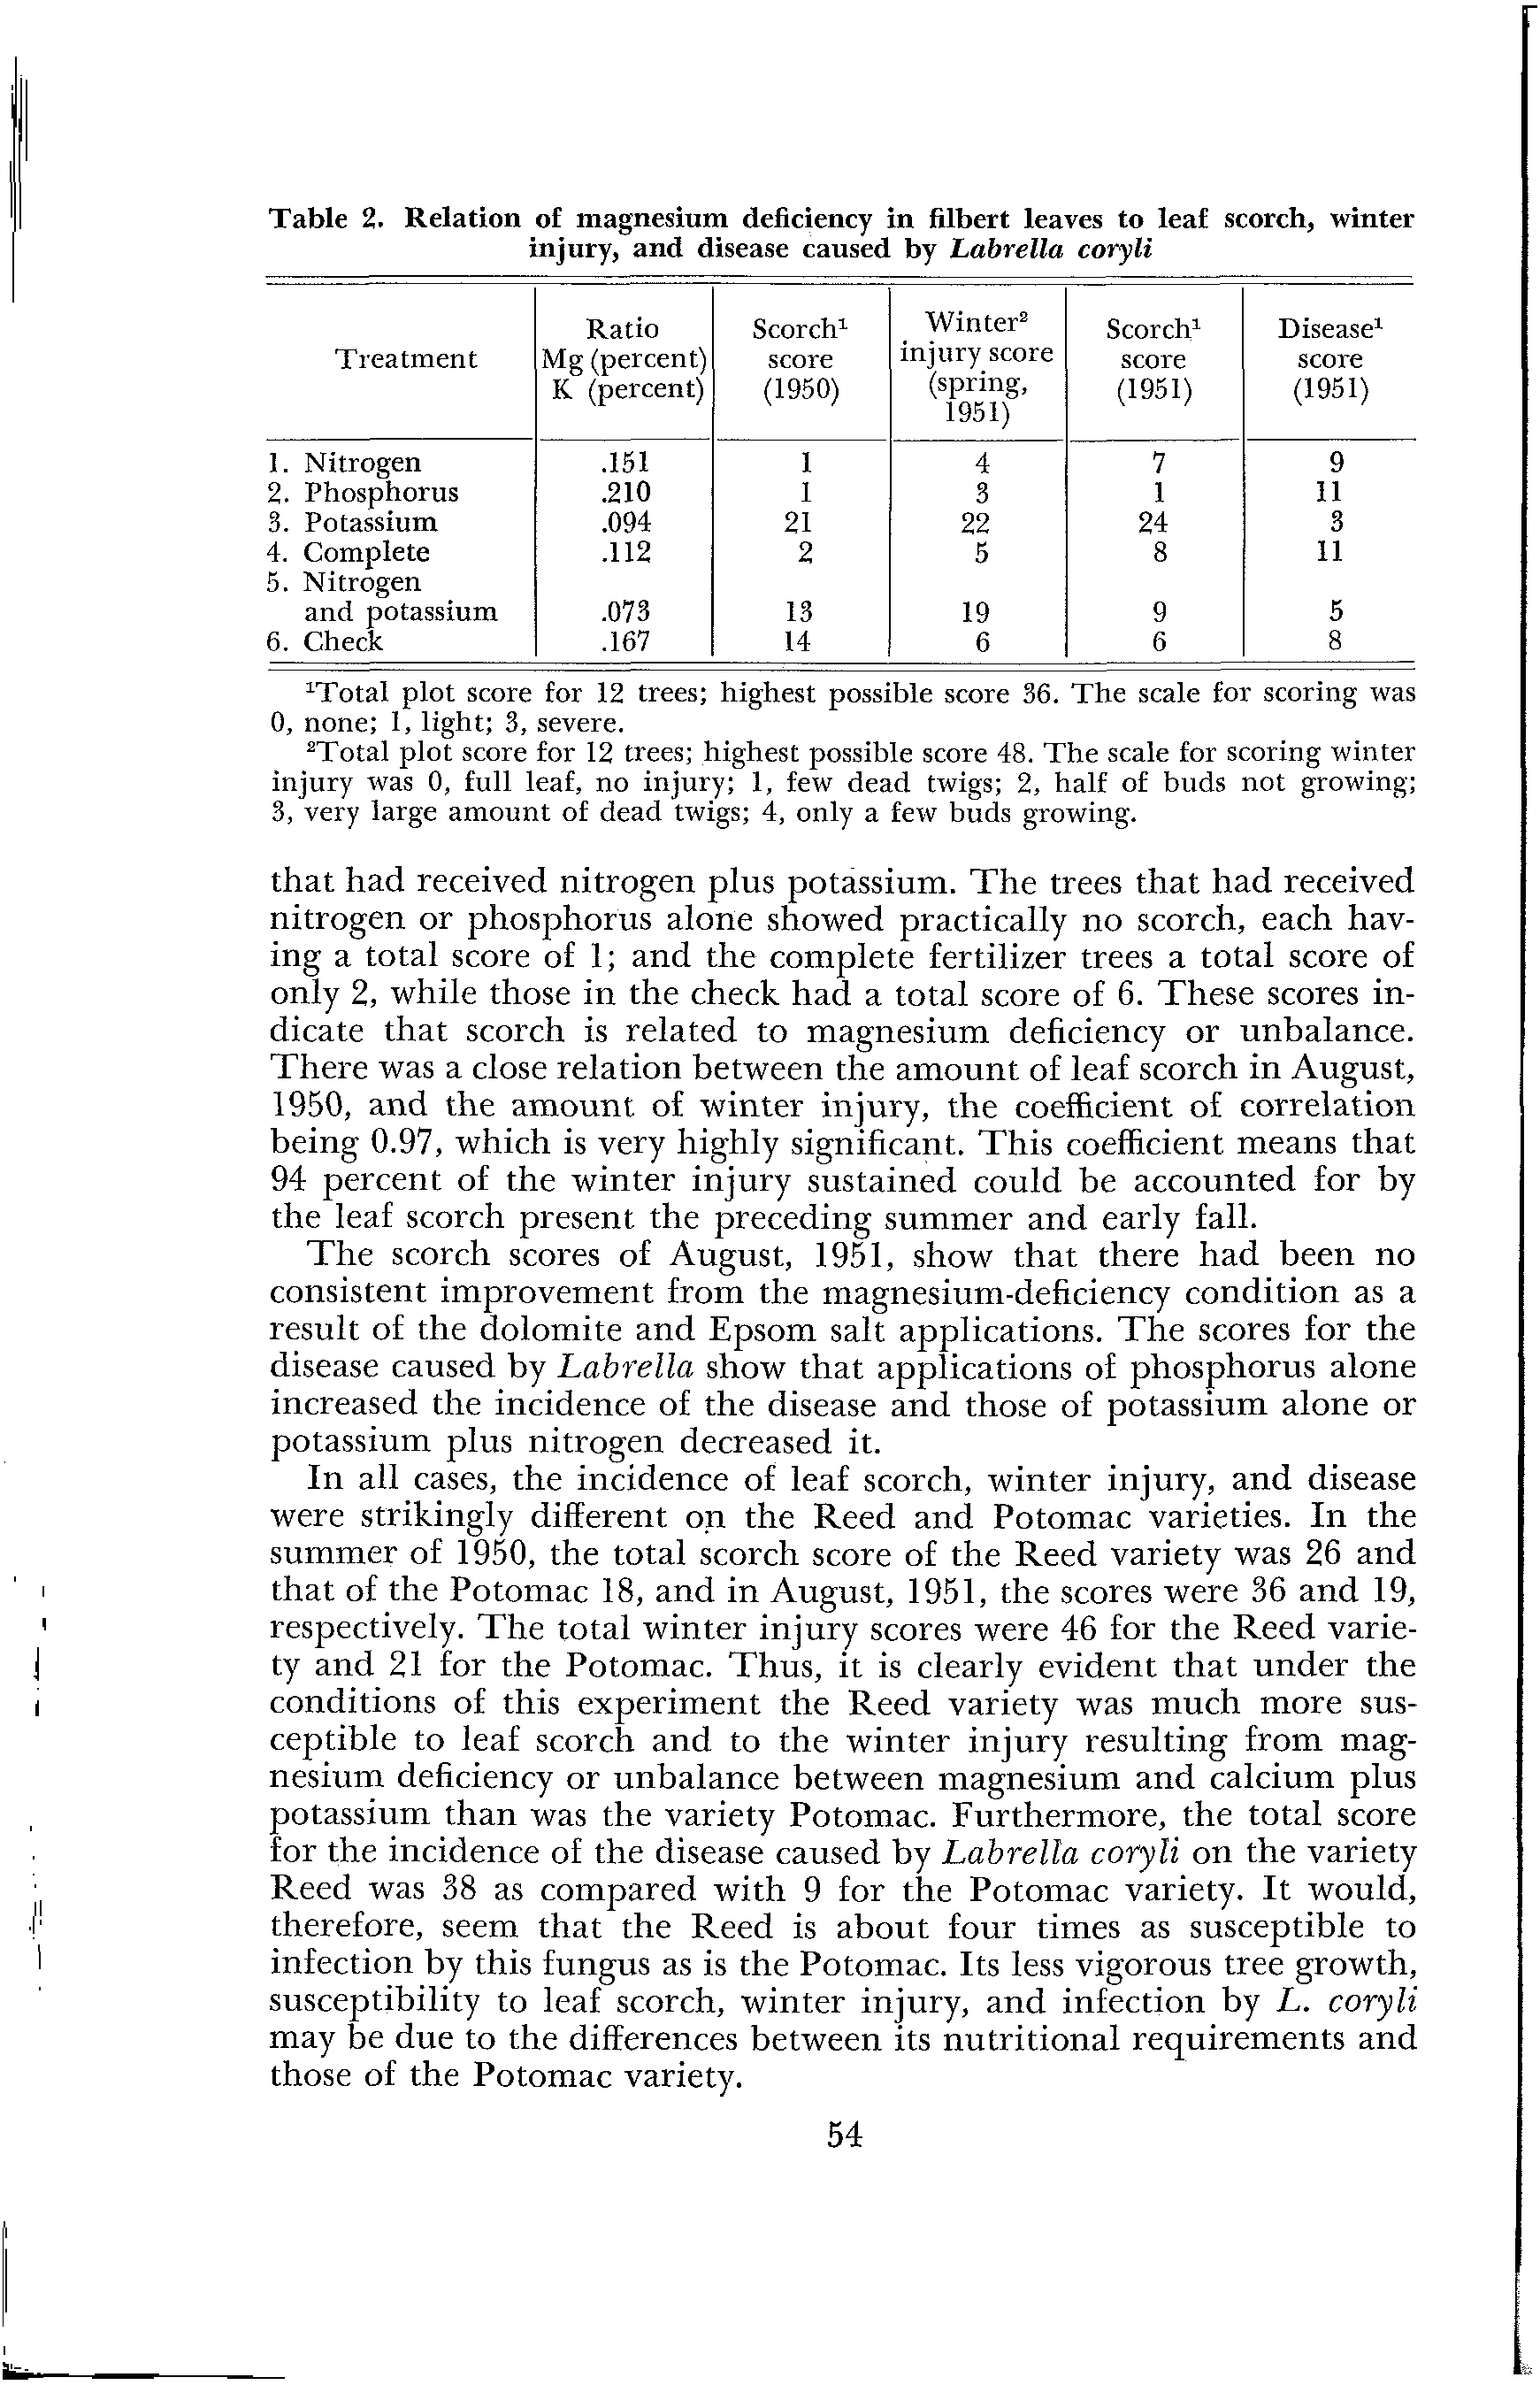 Table 2. Relation of magnesium deficiency in filbert leaves to leaf scorch, winter
injury, and disease caused by Labrella coryli
Treatment | Ratio Mg (percent) K (percent) | Scorch¹ score (1950) | Winter² injury score (spring, 1951) | Scorch¹ score (1951) | Disease¹ score (1951)
1. Nitrogen .151 1 4 7 9
2. Phosphorus .210 1 3 1 11
3. Potassium .094 21 22 24 3
4. Complete .112 2 5 8 11
5. Nitrogen
and potassium .073 13 19 9 5
6. Check .167 14 6 6 8
¹Total plot score for 12 trees; highest possible score 36. The scale for scoring was
0, none; 1, light; 3, severe.
²Total plot score for 12 trees; highest possible score 48. The scale for scoring winter
injury was 0, full leaf, no injury; 1, few dead twigs; 2, half of buds not growing;
3, very large amount of dead twigs; 4, only a few buds growing.
that had received nitrogen plus potassium. The trees that had received
nitrogen or phosphorus alone showed practically no scorch, each hav-
ing a total score of 1; and the complete fertilizer trees a total score of
only 2, while those in the check had a total score of 6. These scores in-
dicate that scorch is related to magnesium deficiency or unbalance.
There was a close relation between the amount of leaf scorch in August,
1950, and the amount of winter injury, the coefficient of correlation
being 0.97, which is very highly significant. This coefficient means that
94 percent of the winter injury sustained could be accounted for by
the leaf scorch present the preceding summer and early fall.
The scorch scores of August, 1951, show that there had been no
consistent improvement from the magnesium-deficiency condition as a
result of the dolomite and Epsom salt applications. The scores for the
disease caused by Labrella show that applications of phosphorus alone
increased the incidence of the disease and those of potassium alone or
potassium plus nitrogen decreased it.
In all cases, the incidence of leaf scorch, winter injury, and disease
were strikingly different on the Reed and Potomac varieties. In the
summer of 1950, the total scorch score of the Reed variety was 26 and
that of the Potomac 18, and in August, 1951, the scores were 36 and 19,
respectively. The total winter injury scores were 46 for the Reed varie-
ty and 21 for the Potomac. Thus, it is clearly evident that under the
conditions of this experiment the Reed variety was much more sus-
ceptible to leaf scorch and to the winter injury resulting from mag-
nesium deficiency or unbalance between magnesium and calcium plus
potassium than was the variety Potomac. Furthermore, the total score
for the incidence of the disease caused by Labrella coryli on the variety
Reed was 38 as compared with 9 for the Potomac variety. It would,
therefore, seem that the Reed is about four times as susceptible to
infection by this fungus as is the Potomac. Its less vigorous tree growth,
susceptibility to leaf scorch, winter injury, and infection by L. coryli
may be due to the differences between its nutritional requirements and
those of the Potomac variety.
54